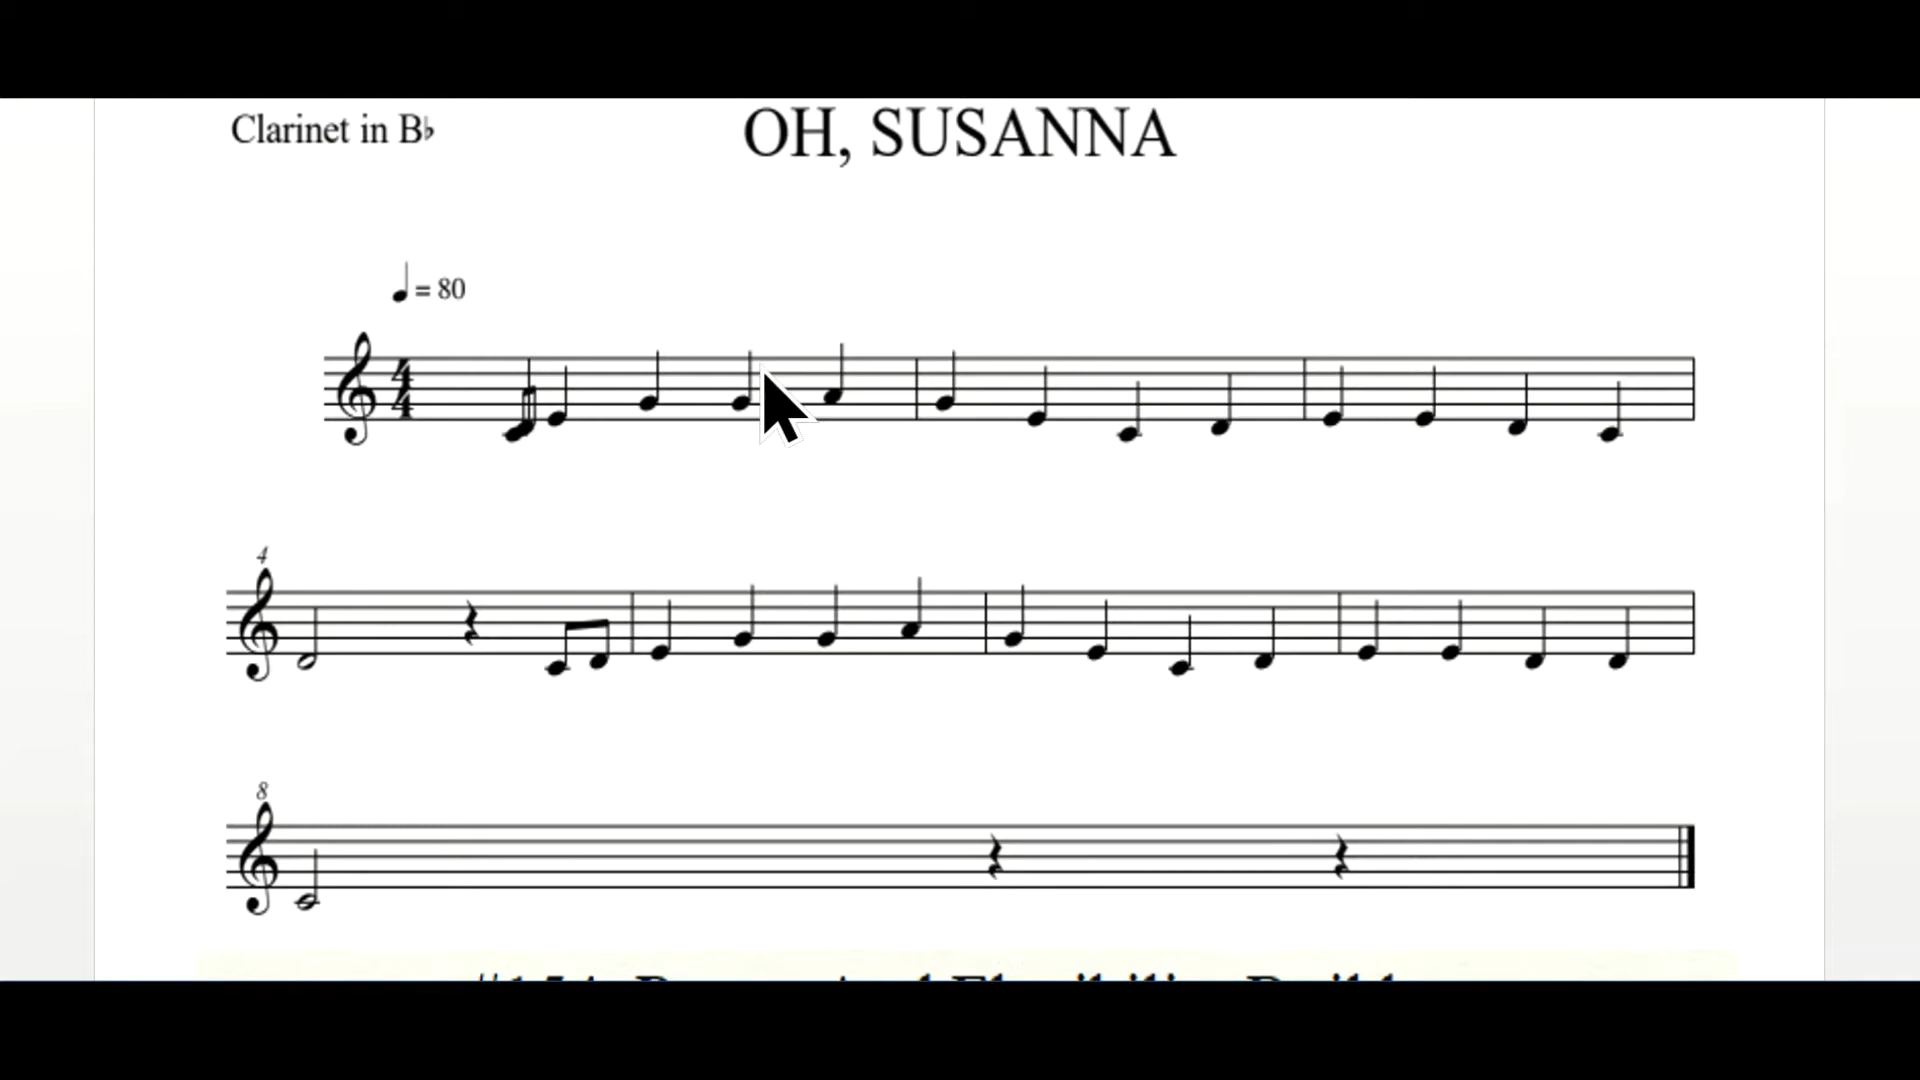 Clarinet in B♭
OH, SUSANNA
♩ = 80
4
4
4
8